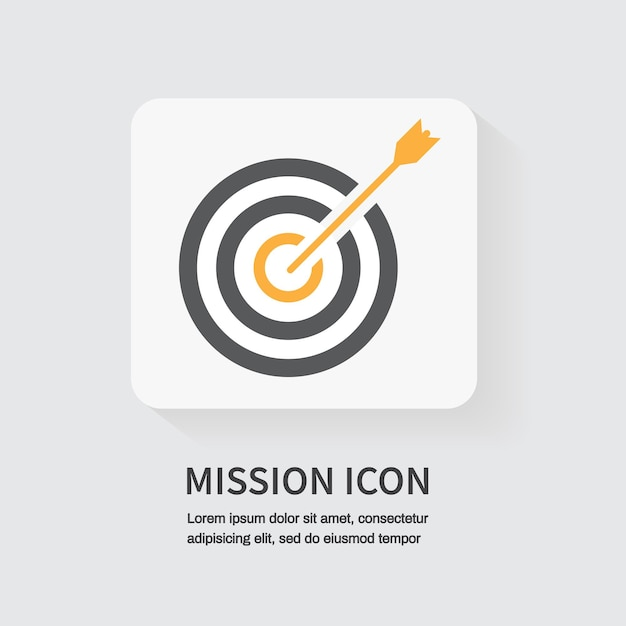 MISSION ICON
Lorem ipsum dolor sit amet, consectetur
adipisicing elit, sed do eiusmod tempor